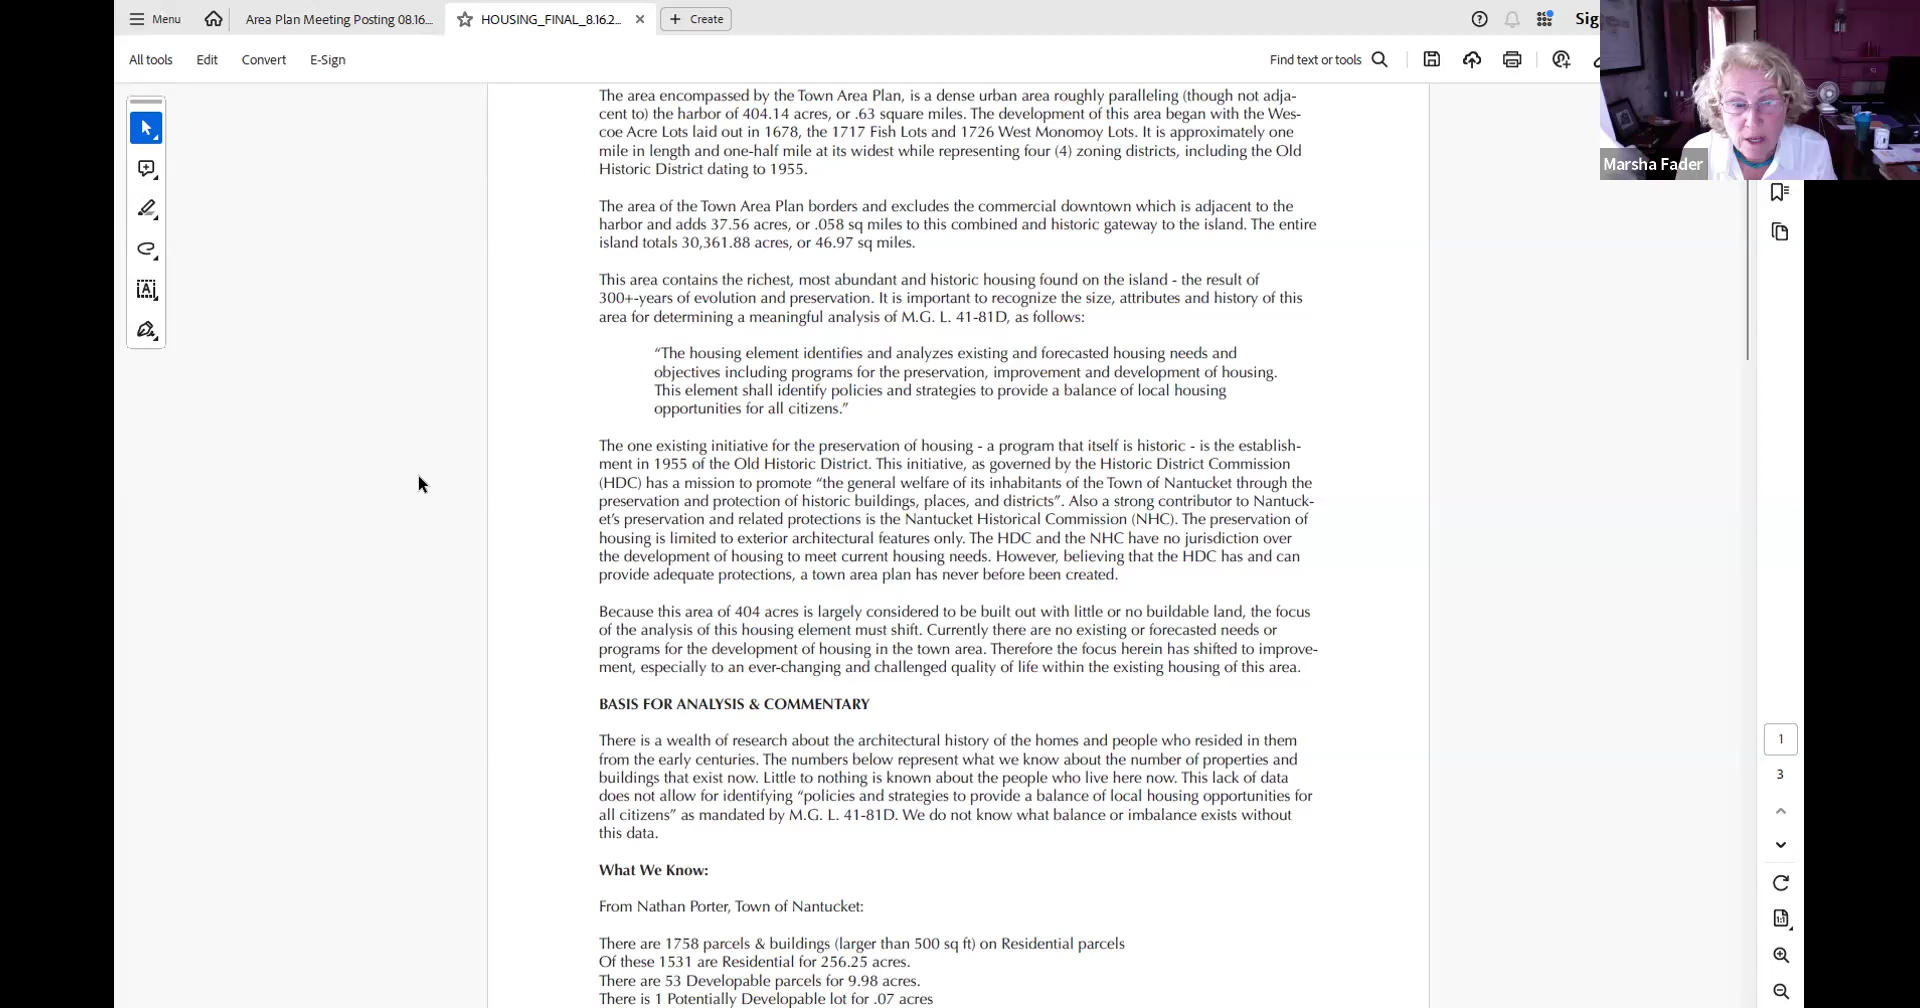 Menu
Area Plan Meeting Posting 08.16...
HOUSING_FINAL_8.16.2...
Create
All tools
Edit
Convert
E-Sign
Find text or tools
Marsha Fader
The area encompassed by the Town Area Plan, is a dense urban area roughly paralleling (though not adja-
cent to) the harbor of 404.14 acres, or .63 square miles. The development of this area began with the Wes-
coe Acre Lots laid out in 1678, the 1717 Fish Lots and 1726 West Monomoy Lots. It is approximately one
mile in length and one-half mile at its widest while representing four (4) zoning districts, including the Old
Historic District dating to 1955.
The area of the Town Area Plan borders and excludes the commercial downtown which is adjacent to the
harbor and adds 37.56 acres, or .058 sq miles to this combined and historic gateway to the island. The entire
island totals 30,361.88 acres, or 46.97 sq miles.
This area contains the richest, most abundant and historic housing found on the island - the result of
300+-years of evolution and preservation. It is important to recognize the size, attributes and history of this
area for determining a meaningful analysis of M.G. L. 41-81D, as follows:
“The housing element identifies and analyzes existing and forecasted housing needs and
objectives including programs for the preservation, improvement and development of housing.
This element shall identify policies and strategies to provide a balance of local housing
opportunities for all citizens.”
The one existing initiative for the preservation of housing - a program that itself is historic - is the establish-
ment in 1955 of the Old Historic District. This initiative, as governed by the Historic District Commission
(HDC) has a mission to promote “the general welfare of its inhabitants of the Town of Nantucket through the
preservation and protection of historic buildings, places, and districts”. Also a strong contributor to Nantuck-
et’s preservation and related protections is the Nantucket Historical Commission (NHC). The preservation of
housing is limited to exterior architectural features only. The HDC and the NHC have no jurisdiction over
the development of housing to meet current housing needs. However, believing that the HDC has and can
provide adequate protections, a town area plan has never before been created.
Because this area of 404 acres is largely considered to be built out with little or no buildable land, the focus
of the analysis of this housing element must shift. Currently there are no existing or forecasted needs or
programs for the development of housing in the town area. Therefore the focus herein has shifted to improve-
ment, especially to an ever-changing and challenged quality of life within the existing housing of this area.
BASIS FOR ANALYSIS & COMMENTARY
There is a wealth of research about the architectural history of the homes and people who resided in them
from the early centuries. The numbers below represent what we know about the number of properties and
buildings that exist now. Little to nothing is known about the people who live here now. This lack of data
does not allow for identifying “policies and strategies to provide a balance of local housing opportunities for
all citizens” as mandated by M.G. L. 41-81D. We do not know what balance or imbalance exists without
this data.
What We Know:
From Nathan Porter, Town of Nantucket:
There are 1758 parcels & buildings (larger than 500 sq ft) on Residential parcels
Of these 1531 are Residential for 256.25 acres.
There are 53 Developable parcels for 9.98 acres.
There is 1 Potentially Developable lot for .07 acres
1
3